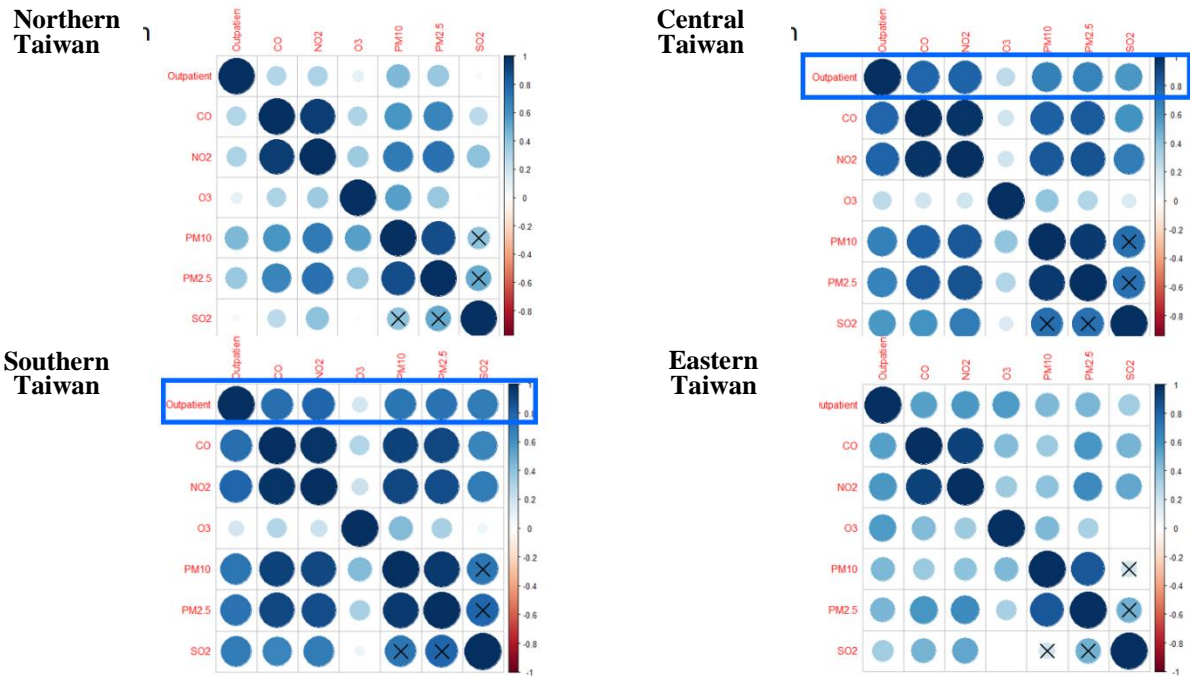 Northern
Taiwan
n
Outpatien
CO
NO2
O3
PM10
PM2.5
SO2
Outpatient
CO
NO2
O3
PM10
PM2.5
SO2
1
0.8
0.6
0.4
0.2
0
-0.2
-0.4
-0.6
-0.8
Central
Taiwan
n
Outpatien
CO
NO2
O3
PM10
PM2.5
SO2
Outpatient
CO
NO2
O3
PM10
PM2.5
SO2
1
0.8
0.6
0.4
0.2
0
-0.2
-0.4
-0.6
-0.8
Southern
Taiwan
Outpatien
CO
NO2
O3
PM10
PM2.5
SO2
Outpatient
CO
NO2
O3
PM10
PM2.5
SO2
1
0.8
0.6
0.4
0.2
0
-0.2
-0.4
-0.6
-0.8
-1
Eastern
Taiwan
Outpatien
CO
NO2
O3
PM10
PM2.5
SO2
utpatient
CO
NO2
O3
PM10
PM2.5
SO2
1
0.8
0.6
0.4
0.2
0
-0.2
-0.4
-0.6
-0.8
-1